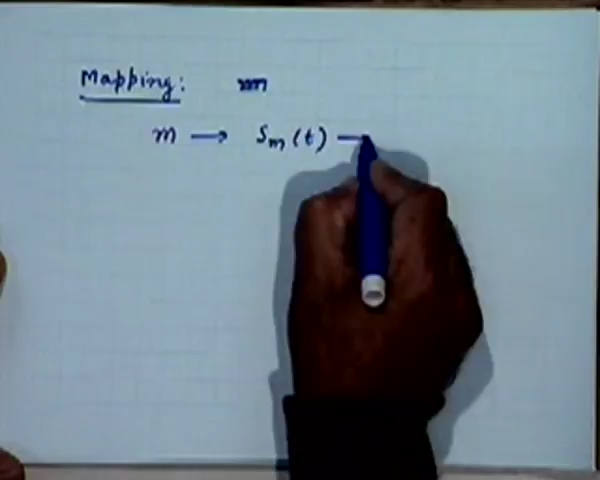 Mapping: m
m → Sm(t) —